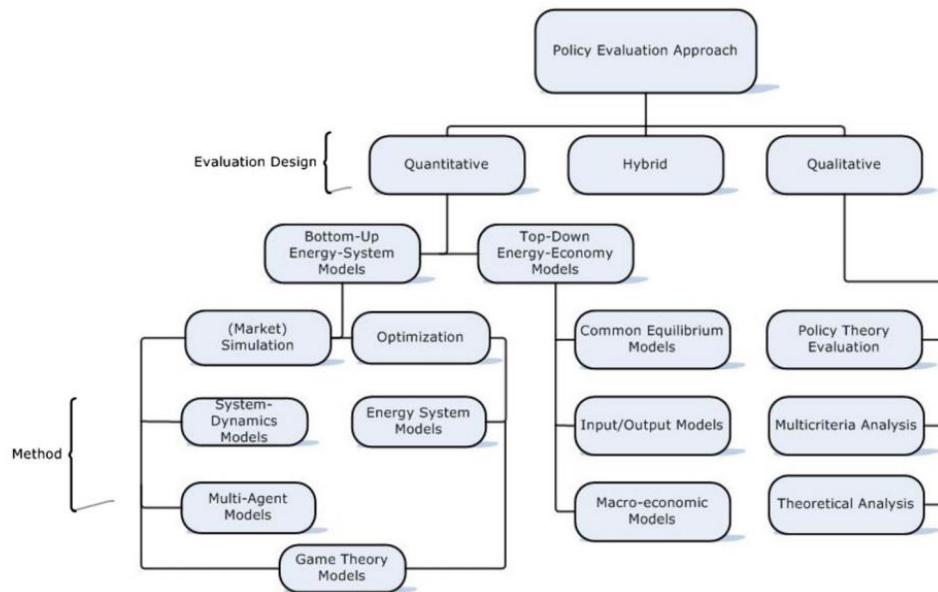 Policy Evaluation Approach
Evaluation Design
Quantitative
Hybrid
Qualitative
Bottom-Up
Energy-System
Models
Top-Down
Energy-Economy
Models
(Market)
Simulation
Optimization
Common Equilibrium
Models
Policy Theory
Evaluation
Method
System-
Dynamics
Models
Energy System
Models
Input/Output Models
Multicriteria Analysis
Multi-Agent
Models
Macro-economic
Models
Theoretical Analysis
Game Theory
Models